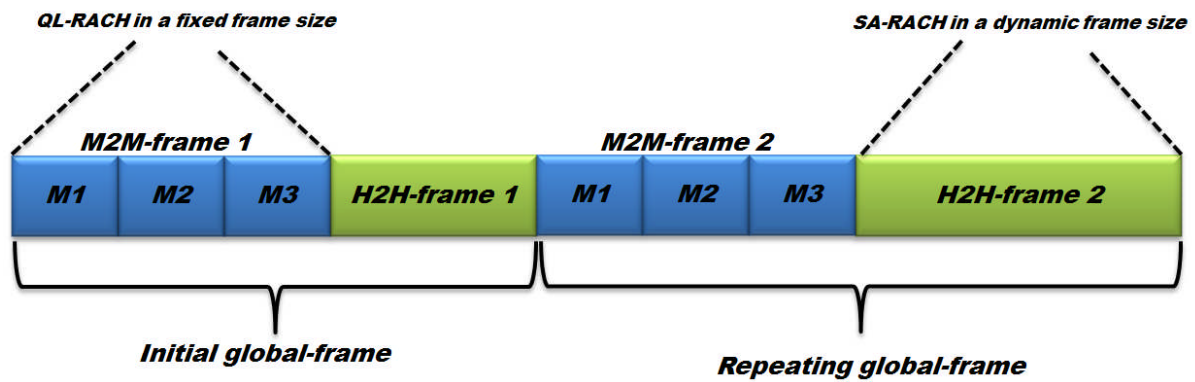 QL-RACH in a fixed frame size
SA-RACH in a dynamic frame size
M2M-frame 1
M2M-frame 2
M1 M2 M3 H2H-frame 1 M1 M2 M3 H2H-frame 2
Initial global-frame
Repeating global-frame